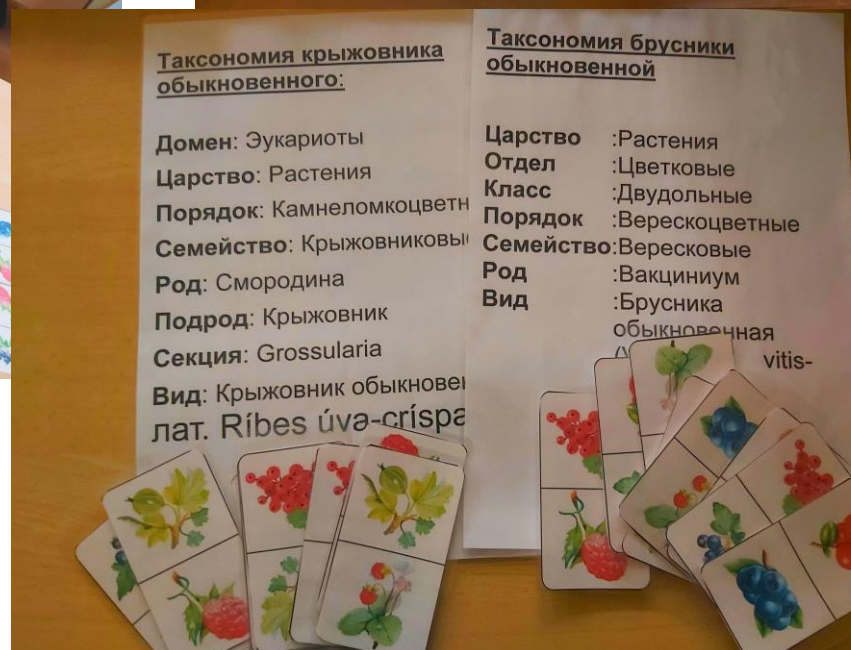 Таксономия крыжовника
обыкновенного:
Домен: Эукариоты
Царство: Растения
Порядок: Камнеломкоцветн
Семейство: Крыжовниковы
Род: Смородина
Подрод: Крыжовник
Секция: Grossularia
Вид: Крыжовник обыкновен
лат. Ríbes úva-críspa
Таксономия брусники
обыкновенной
Царство :Растения
Отдел :Цветковые
Класс :Двудольные
Порядок :Верескоцветные
Семейство:Вересковые
Род :Вакциниум
Вид :Брусника
обыкновенная
vitis-